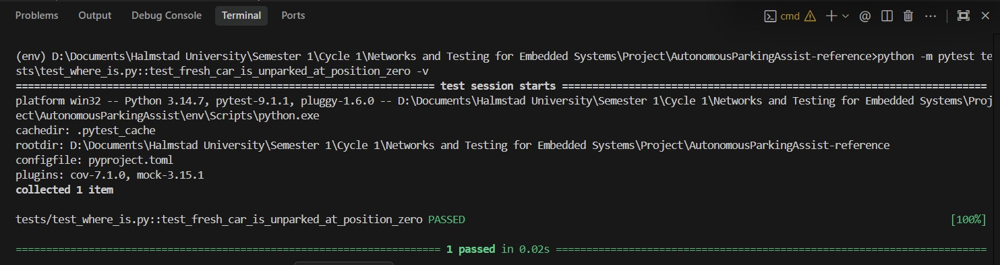 Problems Output Debug Console Terminal Ports cmd
(env) D:\Documents\Halmstad University\Semester 1\Cycle 1\Networks and Testing for Embedded Systems\Project\AutonomousParkingAssist-reference>python -m pytest te
sts\test_where_is.py::test_fresh_car_is_unparked_at_position_zero -v
===================================================================== test session starts ======================================================================
platform win32 -- Python 3.14.7, pytest-9.1.1, pluggy-1.6.0 -- D:\Documents\Halmstad University\Semester 1\Cycle 1\Networks and Testing for Embedded Systems\Proj
ect\AutonomousParkingAssist\env\Scripts\python.exe
cachedir: .pytest_cache
rootdir: D:\Documents\Halmstad University\Semester 1\Cycle 1\Networks and Testing for Embedded Systems\Project\AutonomousParkingAssist-reference
configfile: pyproject.toml
plugins: cov-7.1.0, mock-3.15.1
collected 1 item
tests/test_where_is.py::test_fresh_car_is_unparked_at_position_zero PASSED [100%]
====================================================================== 1 passed in 0.02s =======================================================================